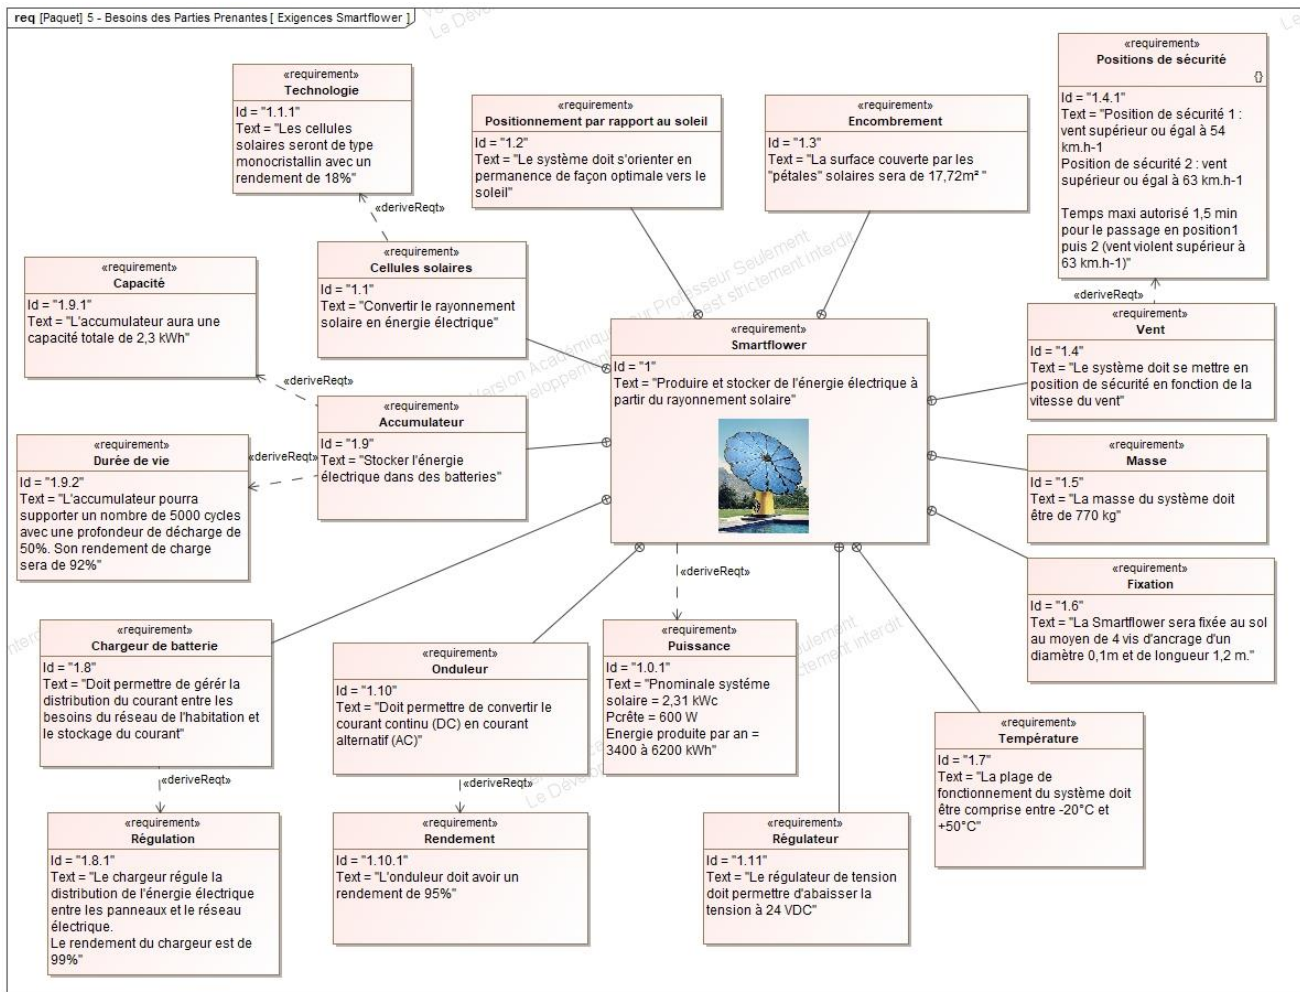 req [Paquet] 5 - Besoins des Parties Prenantes [ Exigences Smartflower ]
«requirement»
Technologie
Id = "1.1.1"
Text = "Les cellules
solaires seront de type
monocristallin avec un
rendement de 18%"
«requirement»
Positionnement par rapport au soleil
Id = "1.2"
Text = "Le système doit s'orienter en
permanence de façon optimale vers le
soleil"
«requirement»
Encombrement
Id = "1.3"
Text = "La surface couverte par les
"pétales" solaires sera de 17,72m² "
«requirement»
Positions de sécurité
{}
Id = "1.4.1"
Text = "Position de sécurité 1 :
vent supérieur ou égal à 54
km.h-1
Position de sécurité 2 : vent
supérieur ou égal à 63 km.h-1
Temps maxi autorisé 1,5 min
pour le passage en position1
puis 2 (vent violent supérieur à
63 km.h-1)"
«deriveReqt»
«requirement»
Cellules solaires
Id = "1.1"
Text = "Convertir le rayonnement
solaire en énergie électrique"
«requirement»
Capacité
Id = "1.9.1"
Text = "L'accumulateur aura une
capacité totale de 2,3 kWh"
«deriveReqt»
«requirement»
Vent
Id = "1.4"
Text = "Le système doit se mettre en
position de sécurité en fonction de la
vitesse du vent"
«requirement»
Smartflower
Id = "1"
Text = "Produire et stocker de l'énergie électrique à
partir du rayonnement solaire"
«deriveReqt»
«requirement»
Accumulateur
Id = "1.9"
Text = "Stocker l'énergie
électrique dans des batteries"
«requirement»
Durée de vie
Id = "1.9.2"
Text = "L'accumulateur pourra
supporter un nombre de 5000 cycles
avec une profondeur de décharge de
50%. Son rendement de charge
sera de 92%"
«deriveReqt»
«requirement»
Masse
Id = "1.5"
Text = "La masse du système doit
être de 770 kg"
«requirement»
Fixation
Id = "1.6"
Text = "La Smartflower sera fixée au sol
au moyen de 4 vis d'ancrage d'un
diamètre 0,1m et de longueur 1,2 m."
«deriveReqt»
«requirement»
Chargeur de batterie
Id = "1.8"
Text = "Doit permettre de gérér la
distribution du courant entre les
besoins du réseau de l'habitation et
le stockage du courant"
«requirement»
Onduleur
Id = "1.10"
Text = "Doit permettre de convertir le
courant continu (DC) en courant
alternatif (AC)"
«requirement»
Puissance
Id = "1.0.1"
Text = "Pnominale systéme
solaire = 2,31 kWc
Pcrête = 600 W
Energie produite par an =
3400 à 6200 kWh"
«requirement»
Température
Id = "1.7"
Text = "La plage de
fonctionnement du système doit
être comprise entre -20°C et
+50°C"
«deriveReqt»
«deriveReqt»
«requirement»
Régulation
Id = "1.8.1"
Text = "Le chargeur régule la
distribution de l'énergie électrique
entre les panneaux et le réseau
électrique.
Le rendement du chargeur est de
99%"
«requirement»
Rendement
Id = "1.10.1"
Text = "L'onduleur doit avoir un
rendement de 95%"
«requirement»
Régulateur
Id = "1.11"
Text = "Le régulateur de tension
doit permettre d'abaisser la
tension à 24 VDC"